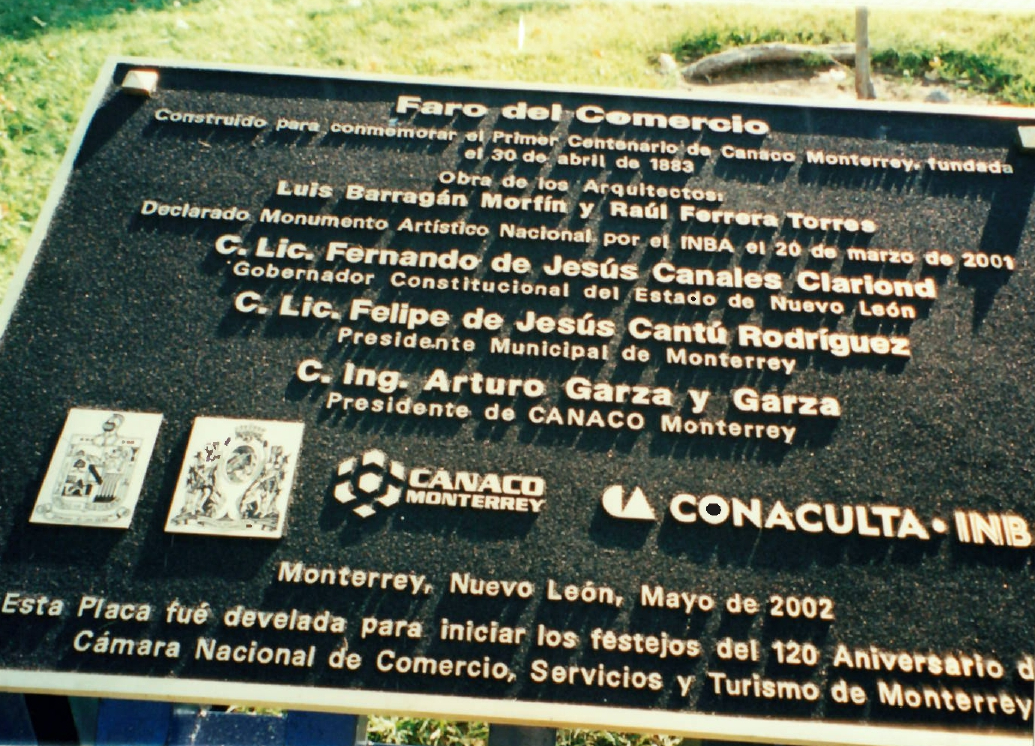 Faro del Comercio
Construído para conmemorar el Primer Centenario de Canaco Monterrey, fundada
el 30 de abril de 1883
Obra de los Arquitectos:
Luis Barragán Morfín y Raúl Ferrera Torres
Declarado Monumento Artístico Nacional por el INBA el 20 de marzo de 2001
C. Lic. Fernando de Jesús Canales Clariond
Gobernador Constitucional del Estado de Nuevo León
C. Lic. Felipe de Jesús Cantú Rodríguez
Presidente Municipal de Monterrey
C. Ing. Arturo Garza y Garza
Presidente de CANACO Monterrey
CANACO
MONTERREY
CONACULTA • INB
Monterrey, Nuevo León, Mayo de 2002
Esta Placa fué develada para iniciar los festejos del 120 Aniversario d
Cámara Nacional de Comercio, Servicios y Turismo de Monterrey